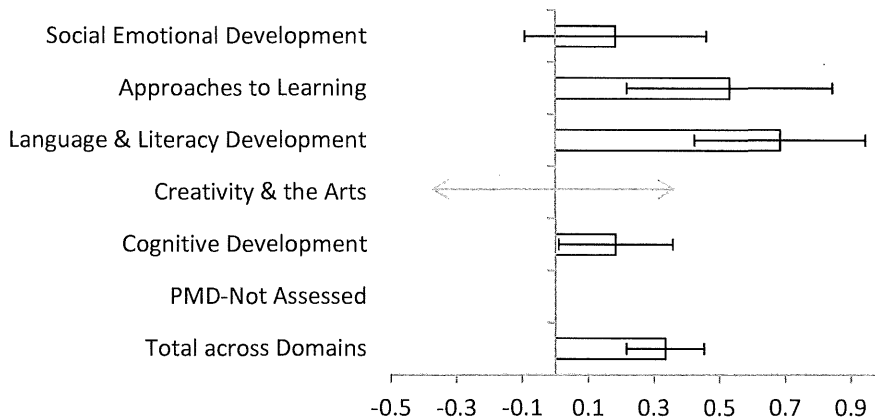 Social Emotional Development
Approaches to Learning
Language & Literacy Development
Creativity & the Arts
Cognitive Development
PMD-Not Assessed
Total across Domains
-0.5 -0.3 -0.1 0.1 0.3 0.5 0.7 0.9